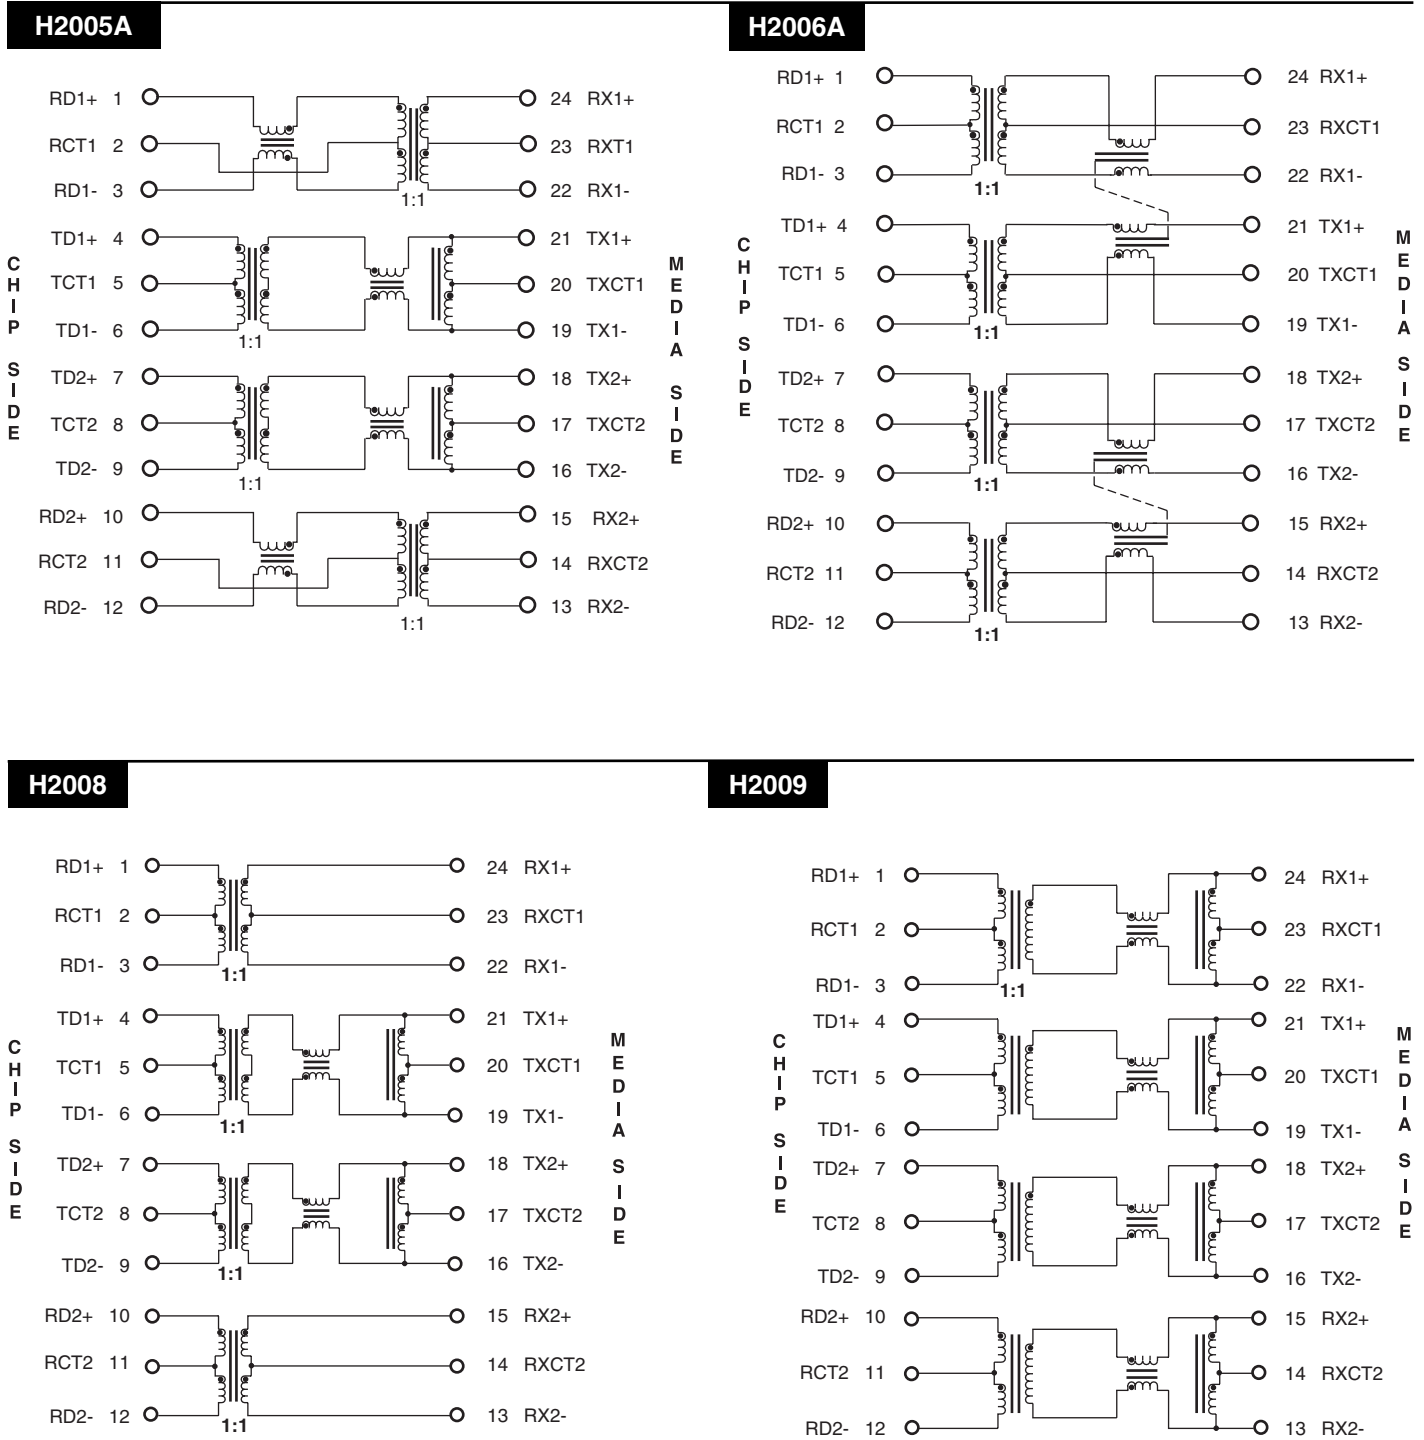 H2005A
RD1+ 1
RCT1 2
RD1- 3
24 RX1+
23 RXT1
22 RX1-
1:1
TD1+ 4
TCT1 5
TD1- 6
21 TX1+
20 TXCT1
19 TX1-
1:1
TD2+ 7
TCT2 8
TD2- 9
18 TX2+
17 TXCT2
16 TX2-
1:1
RD2+ 10
RCT2 11
RD2- 12
15 RX2+
14 RXCT2
13 RX2-
1:1
CHIP SIDE
MEDIA SIDE
H2006A
RD1+ 1
RCT1 2
RD1- 3
24 RX1+
23 RXCT1
22 RX1-
1:1
TD1+ 4
TCT1 5
TD1- 6
21 TX1+
20 TXCT1
19 TX1-
1:1
TD2+ 7
TCT2 8
TD2- 9
18 TX2+
17 TXCT2
16 TX2-
1:1
RD2+ 10
RCT2 11
RD2- 12
15 RX2+
14 RXCT2
13 RX2-
1:1
CHIP SIDE
MEDIA SIDE
H2008
RD1+ 1
RCT1 2
RD1- 3
24 RX1+
23 RXCT1
22 RX1-
1:1
TD1+ 4
TCT1 5
TD1- 6
21 TX1+
20 TXCT1
19 TX1-
1:1
TD2+ 7
TCT2 8
TD2- 9
18 TX2+
17 TXCT2
16 TX2-
1:1
RD2+ 10
RCT2 11
RD2- 12
15 RX2+
14 RXCT2
13 RX2-
1:1
CHIP SIDE
MEDIA SIDE
H2009
RD1+ 1
RCT1 2
RD1- 3
24 RX1+
23 RXCT1
22 RX1-
1:1
TD1+ 4
TCT1 5
TD1- 6
21 TX1+
20 TXCT1
19 TX1-
TD2+ 7
TCT2 8
TD2- 9
18 TX2+
17 TXCT2
16 TX2-
RD2+ 10
RCT2 11
RD2- 12
15 RX2+
14 RXCT2
13 RX2-
CHIP SIDE
MEDIA SIDE